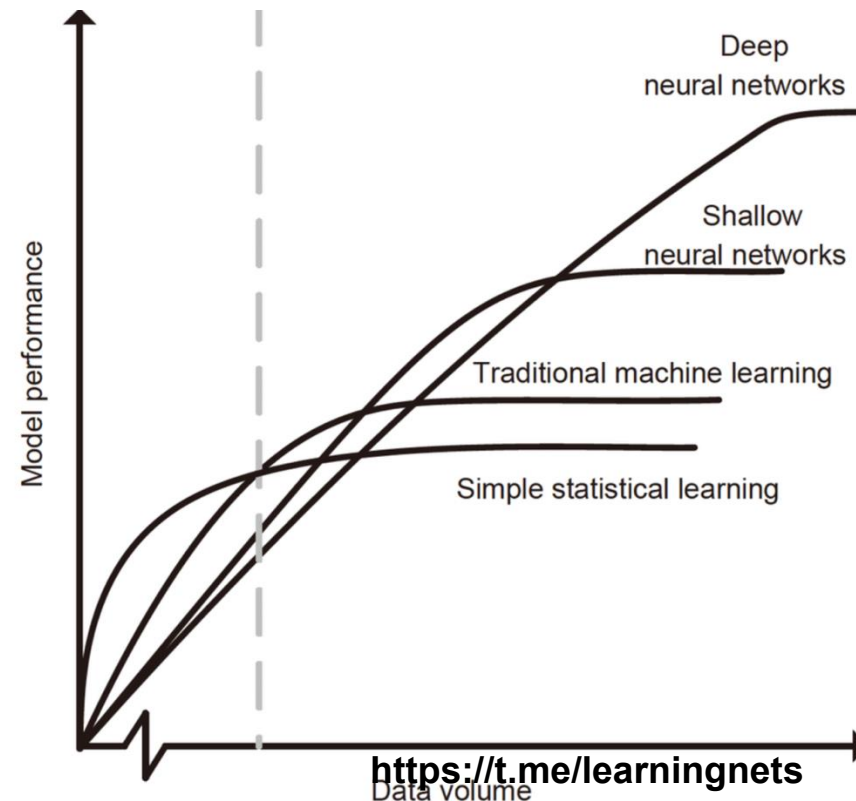 Deep
neural networks
Shallow
neural networks
Model performance
Traditional machine learning
Simple statistical learning
https://t.me/learningnets
Data volume